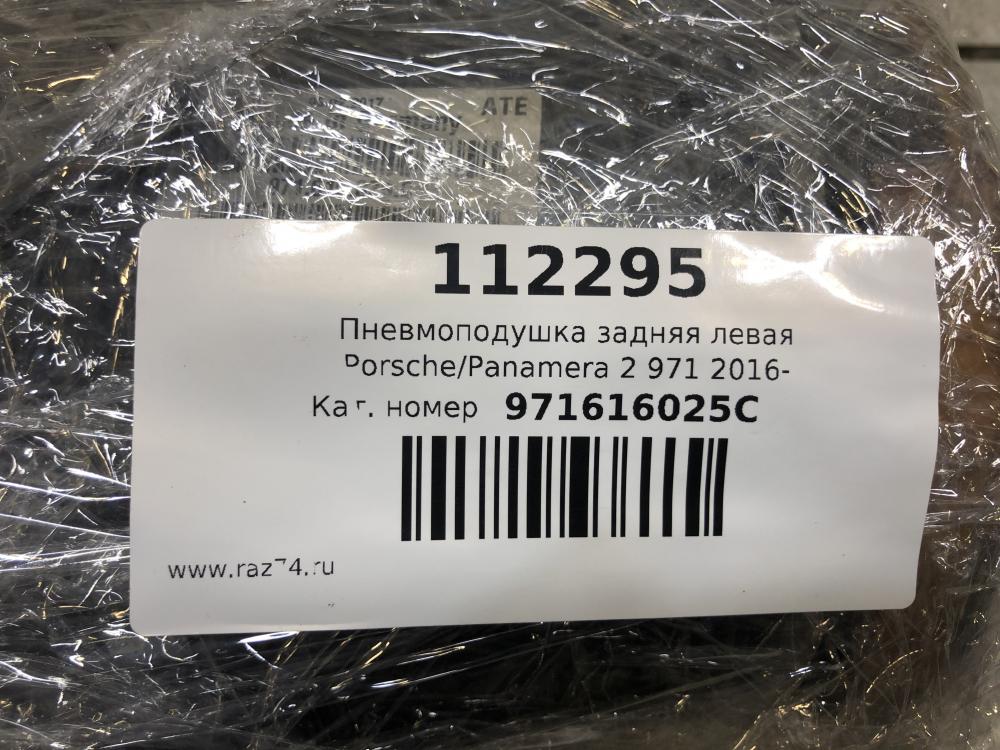 ATE
112295
Пневмоподушка задняя левая
Porsche/Panamera 2 971 2016-
Кат. номер 971616025C
www.raz74.ru